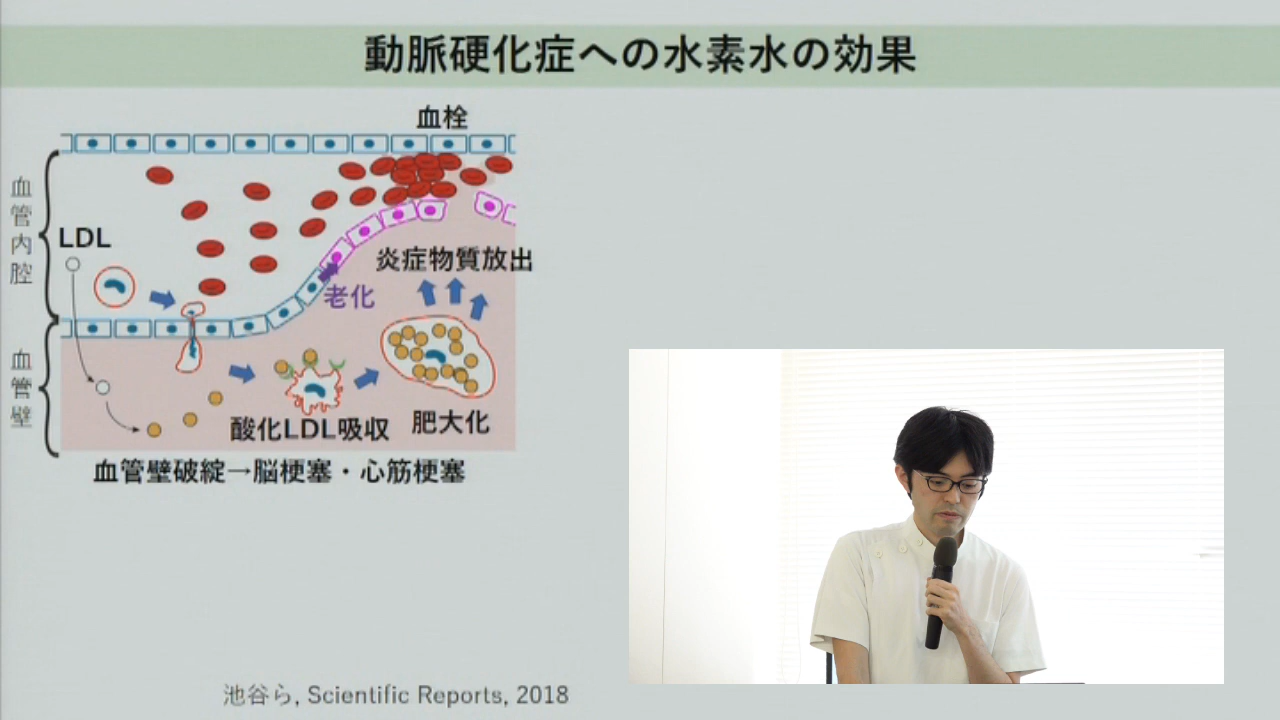 動脈硬化症への水素水の効果
血栓
血管内腔
LDL
炎症物質放出
老化
血管壁
酸化LDL吸収
肥大化
血管壁破綻→脳梗塞・心筋梗塞
池谷ら, Scientific Reports, 2018